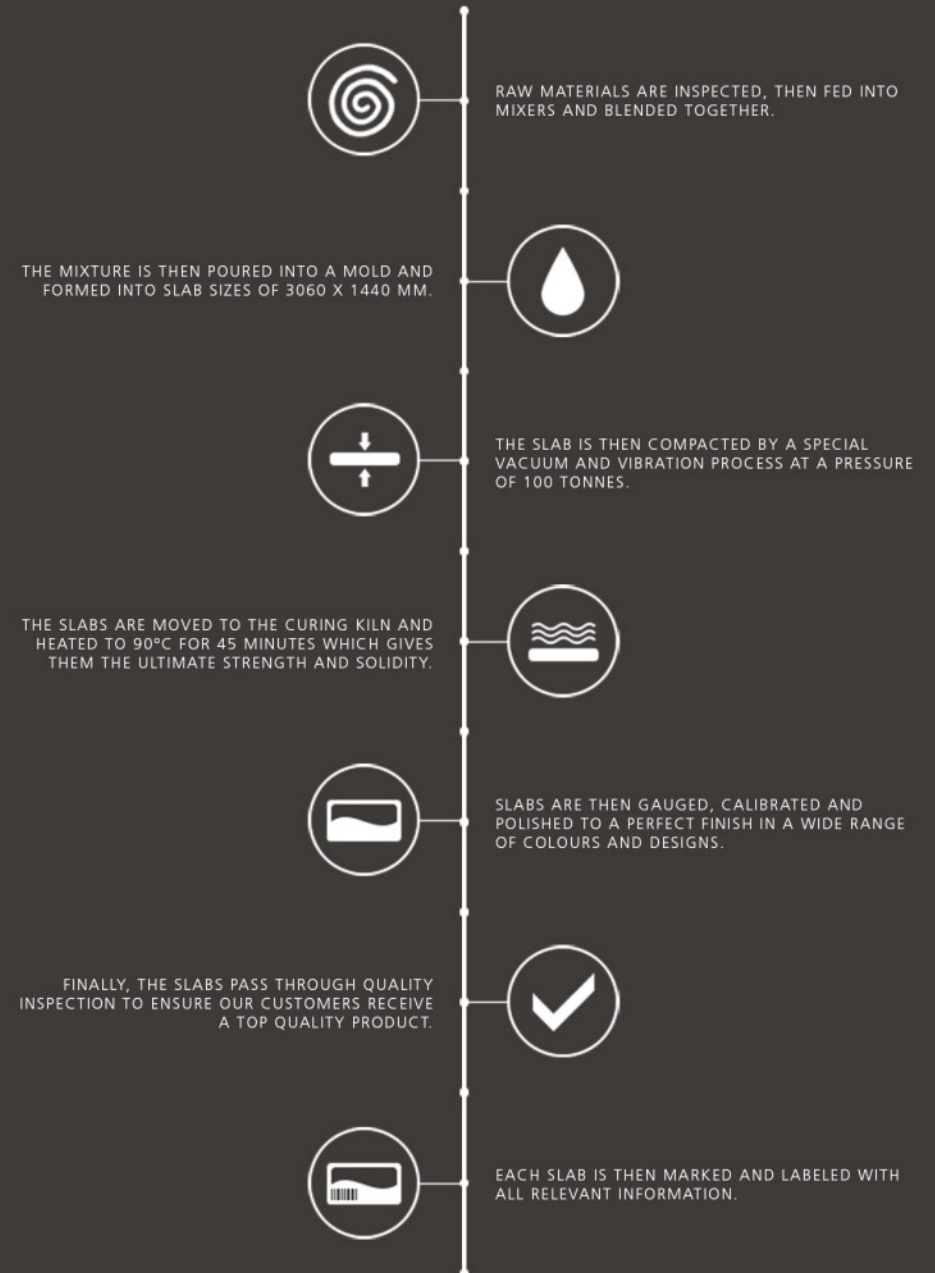 RAW MATERIALS ARE INSPECTED, THEN FED INTO
MIXERS AND BLENDED TOGETHER.
THE MIXTURE IS THEN POURED INTO A MOLD AND
FORMED INTO SLAB SIZES OF 3060 X 1440 MM.
THE SLAB IS THEN COMPACTED BY A SPECIAL
VACUUM AND VIBRATION PROCESS AT A PRESSURE
OF 100 TONNES.
THE SLABS ARE MOVED TO THE CURING KILN AND
HEATED TO 90°C FOR 45 MINUTES WHICH GIVES
THEM THE ULTIMATE STRENGTH AND SOLIDITY.
SLABS ARE THEN GAUGED, CALIBRATED AND
POLISHED TO A PERFECT FINISH IN A WIDE RANGE
OF COLOURS AND DESIGNS.
FINALLY, THE SLABS PASS THROUGH QUALITY
INSPECTION TO ENSURE OUR CUSTOMERS RECEIVE
A TOP QUALITY PRODUCT.
EACH SLAB IS THEN MARKED AND LABELED WITH
ALL RELEVANT INFORMATION.